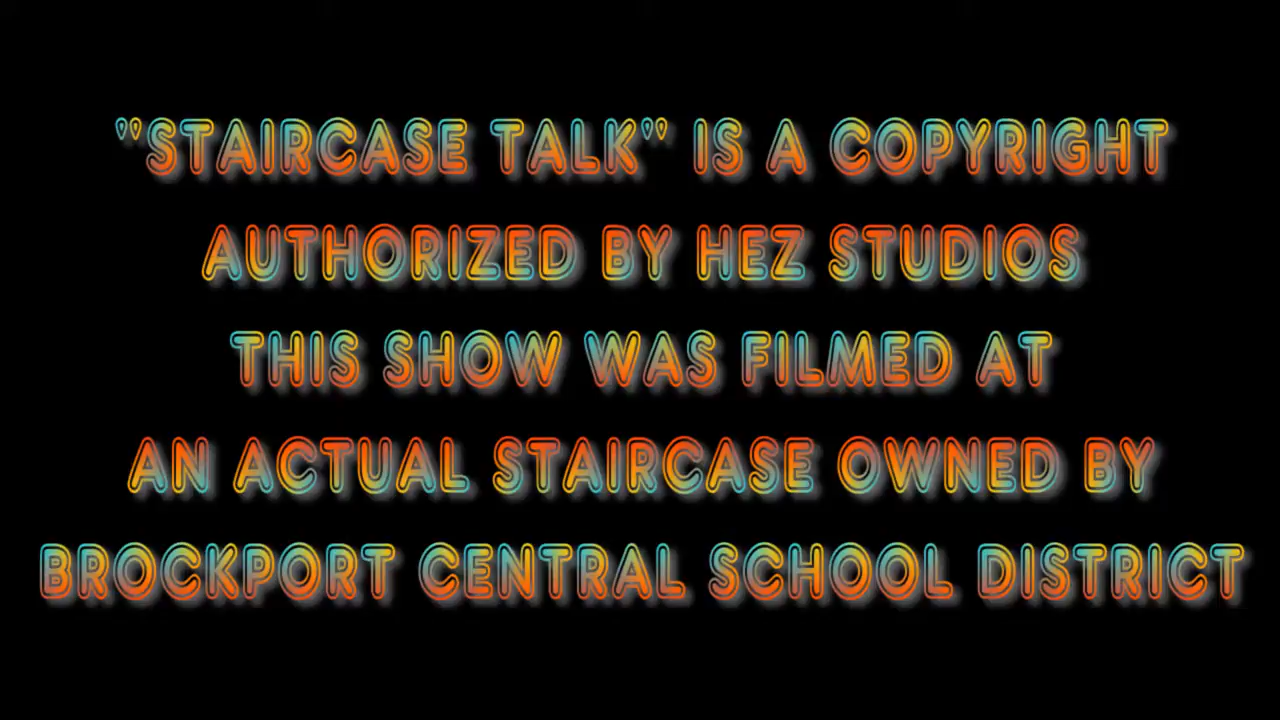 "STAIRCASE TALK" IS A COPYRIGHT
AUTHORIZED BY HEZ STUDIOS
THIS SHOW WAS FILMED AT
AN ACTUAL STAIRCASE OWNED BY
BROCKPORT CENTRAL SCHOOL DISTRICT